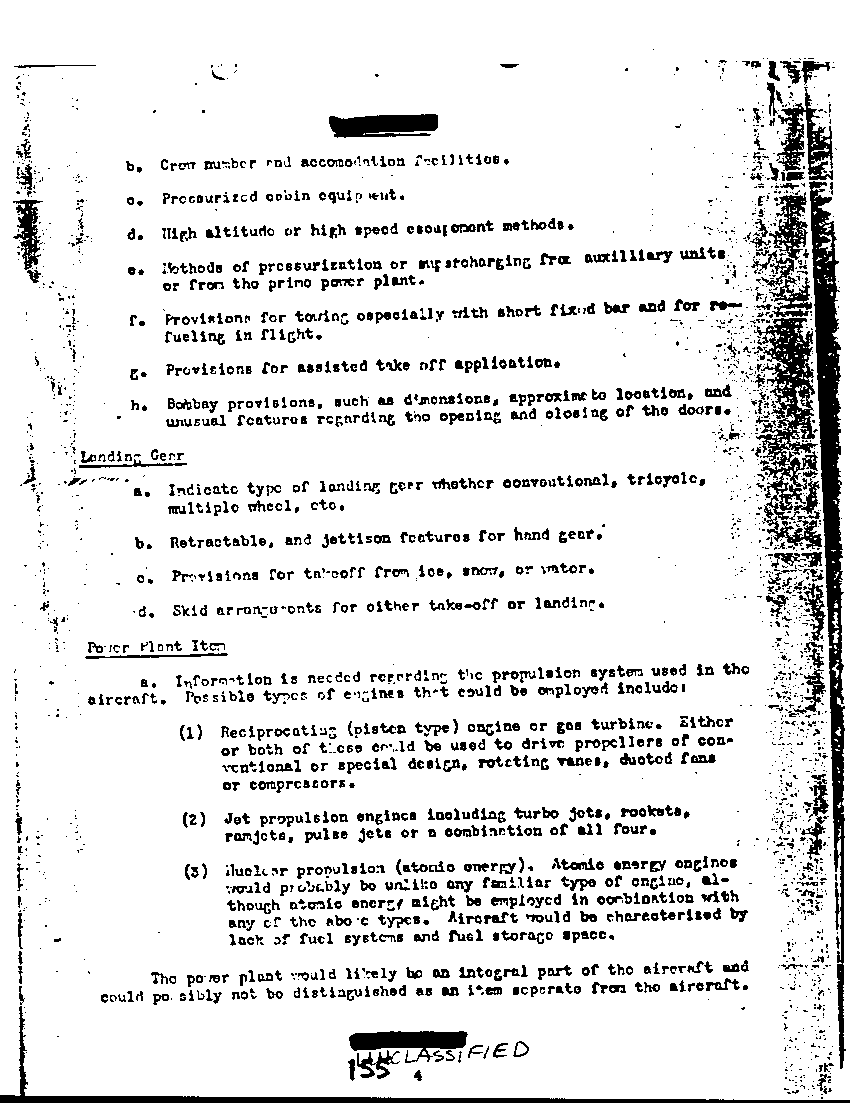 b. Crew number and accomodation facilities.
c. Pressurized cabin equipment.
d. High altitude or high speed escapement methods.
e. Methods of pressurization or supercharging from auxilliary units
or from the prime power plant.
f. Provisions for towing especially with short fixed bar and for re-
fueling in flight.
g. Provisions for assisted take off application.
h. Bombay provisions, such as dimensions, approximate location, and
unusual features regarding the opening and closing of the doors.
Landing Gear
a. Indicate type of landing gear whether conventional, tricycle,
multiple wheel, etc.
b. Retractable, and jettison features for hand gear.
c. Provisions for takeoff from ice, snow, or water.
d. Skid arrangements for either take-off or landing.
Power Plant Item
a. Information is needed regarding the propulsion system used in the
aircraft. Possible types of engines that could be employed include:
(1) Reciprocating (piston type) engine or gas turbine. Either
or both of these could be used to drive propellers of con-
ventional or special design, rotating vanes, ducted fans
or compressors.
(2) Jet propulsion engines including turbo jets, rockets,
ramjets, pulse jets or a combination of all four.
(3) Nuclear propulsion (atomic energy). Atomic energy engines
would probably be unlike any familiar type of engine, al-
though atomic energy might be employed in combination with
any of the above types. Aircraft would be characterized by
lack of fuel systems and fuel storage space.
The power plant would likely be an integral part of the aircraft and
could possibly not be distinguished as an item seperate from the aircraft.
UNCLASSIFIED
155
4